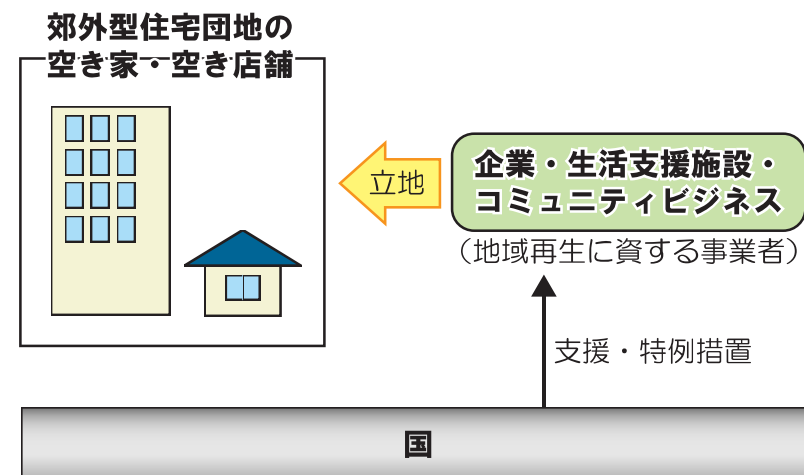 郊外型住宅団地の
空き家・空き店舗
立地
企業・生活支援施設・
コミュニティビジネス
（地域再生に資する事業者）
支援・特例措置
国